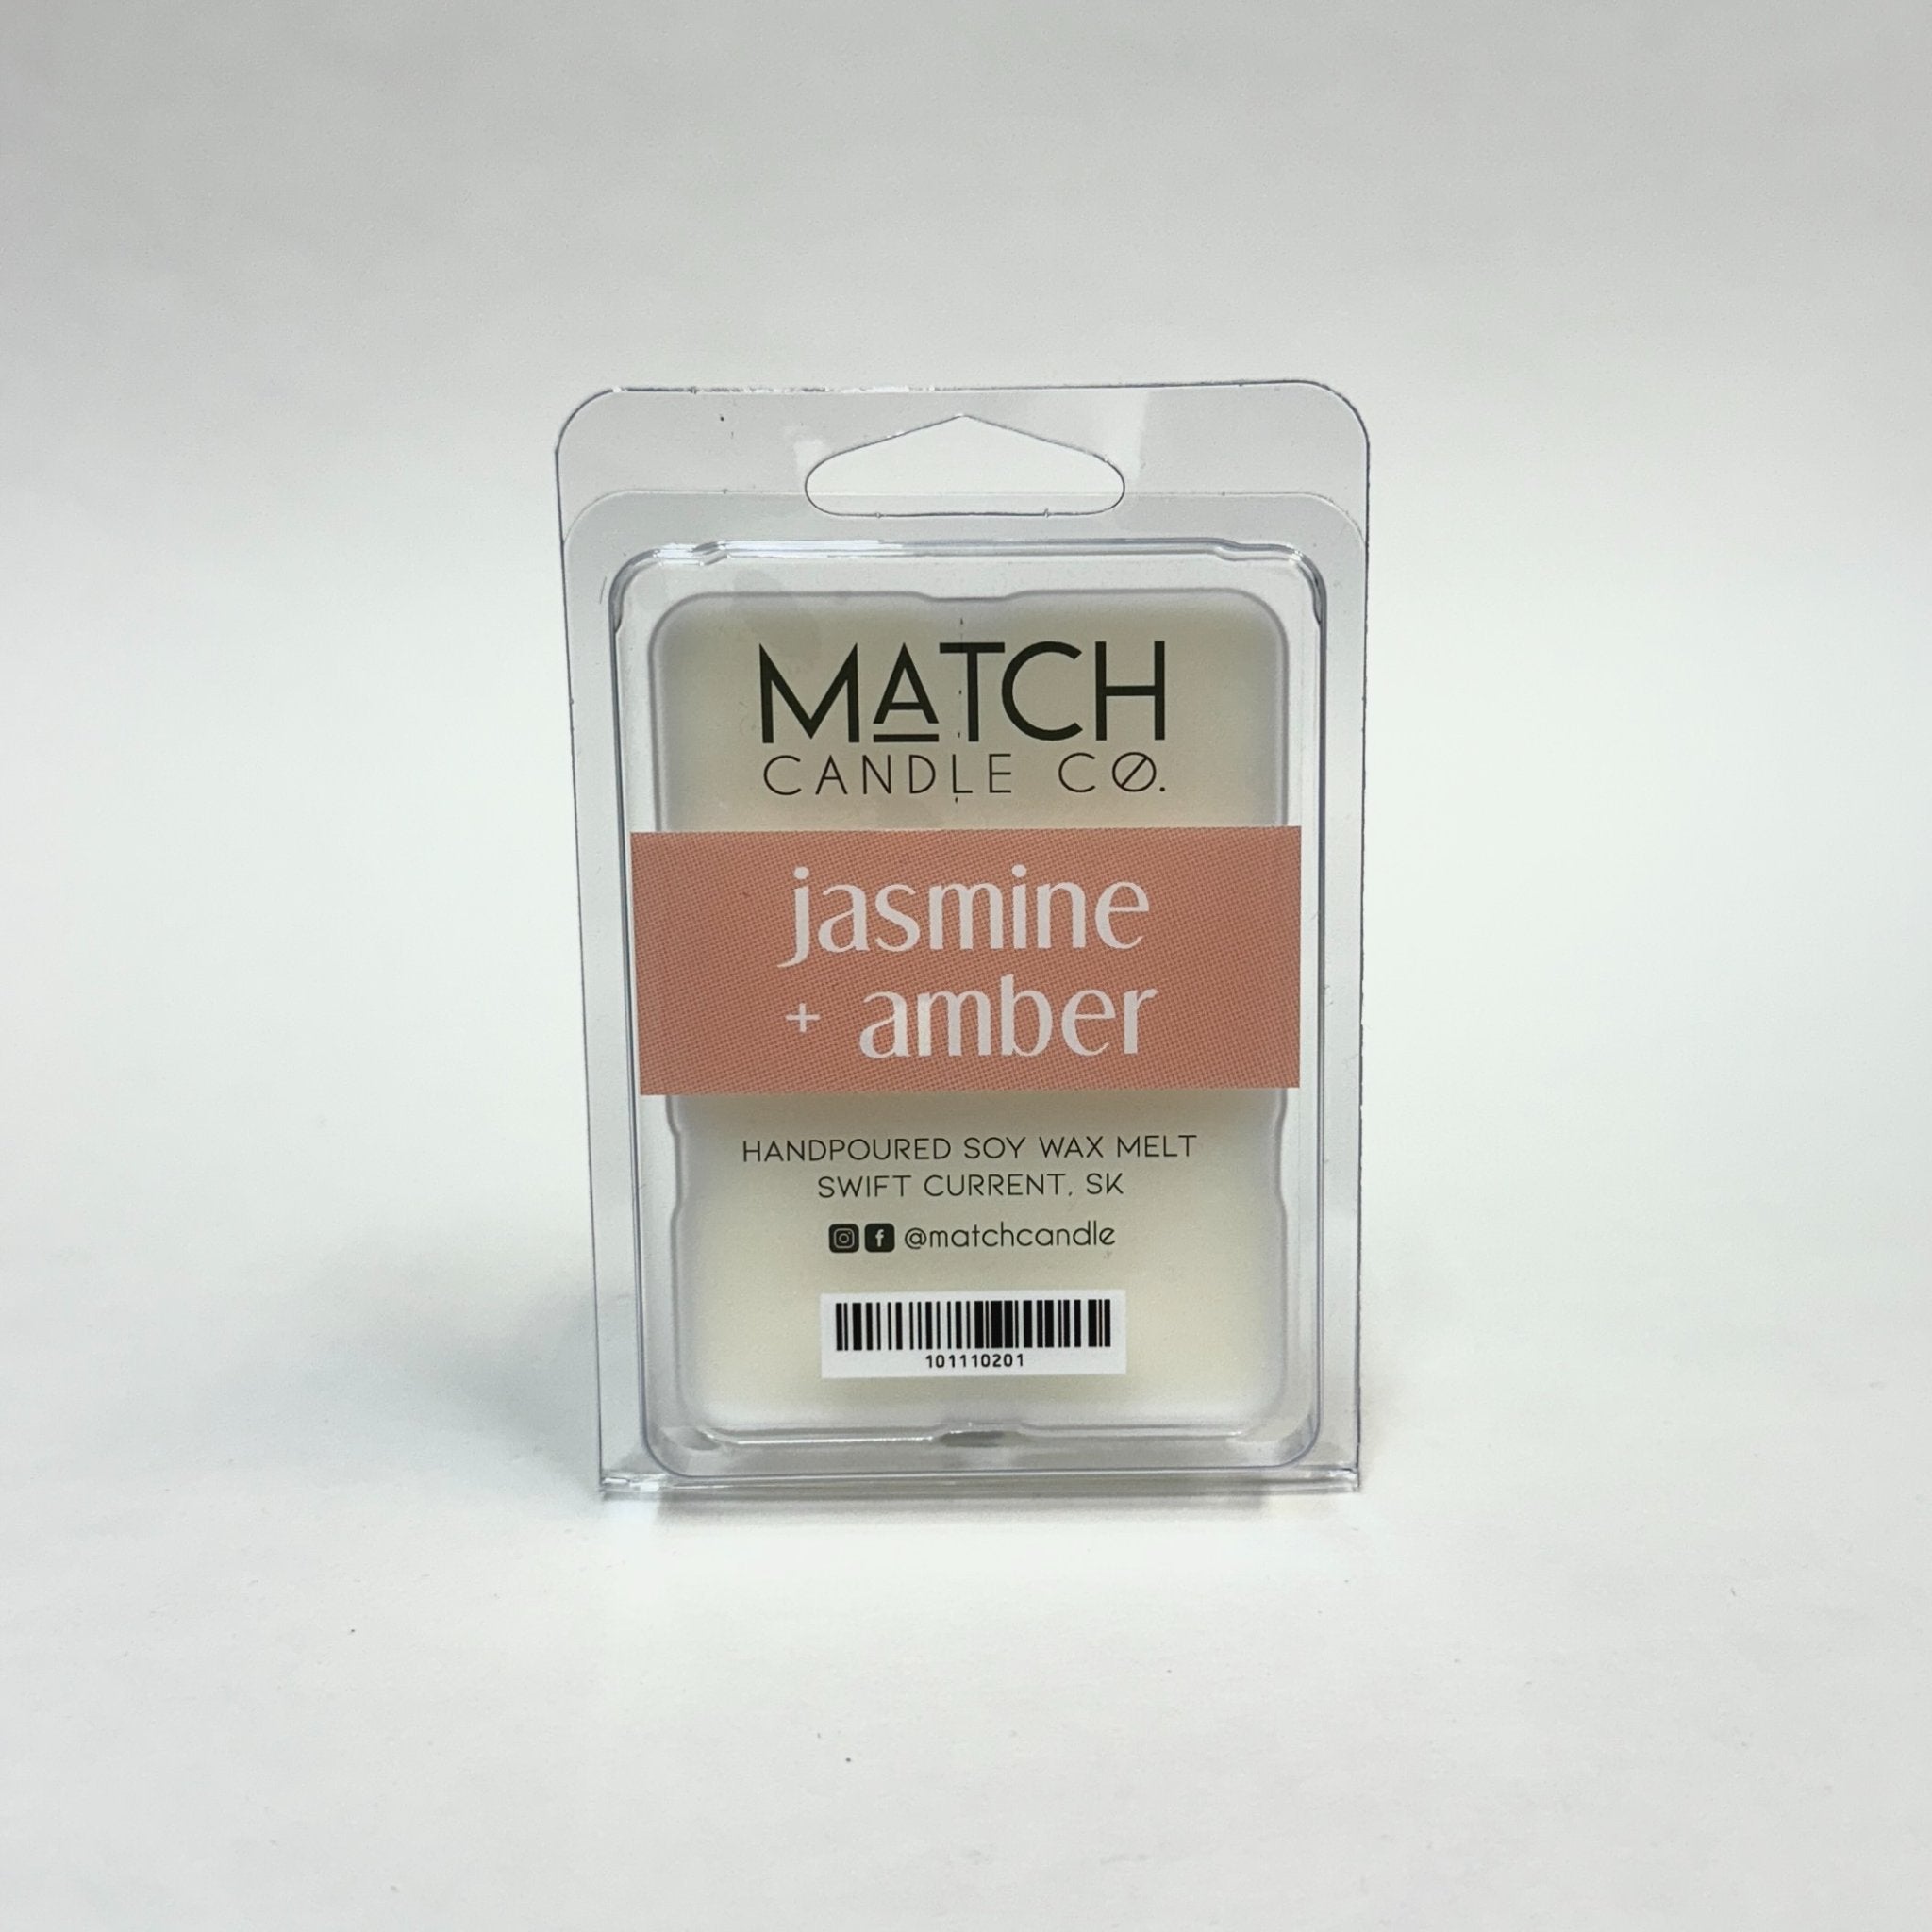 MATCH
CANDLE CO.
jasmine
+ amber
HANDPOURED SOY WAX MELT
SWIFT CURRENT, SK
@matchcandle
101110201